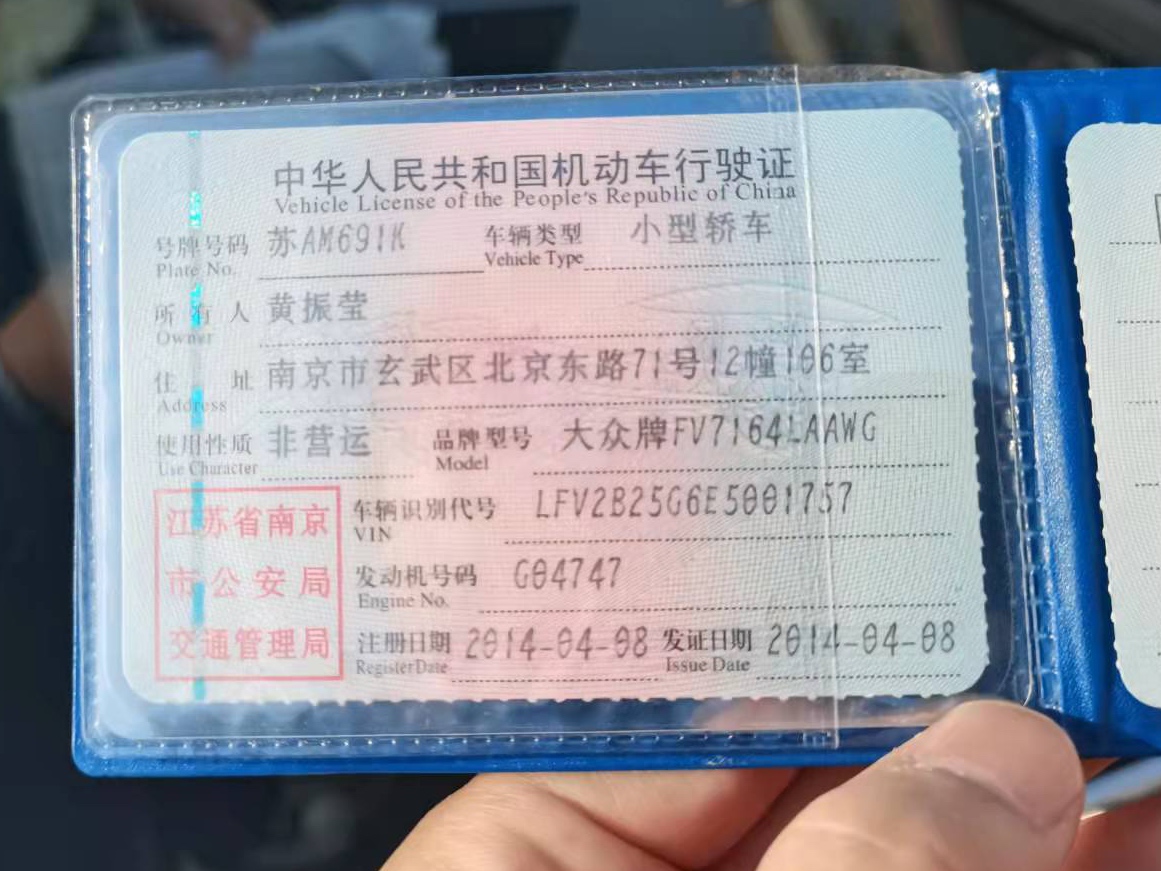 中华人民共和国机动车行驶证
Vehicle License of the People's Republic of China
号牌号码 苏AM691K 车辆类型 小型轿车
Plate No. Vehicle Type
所有人 黄振莹
Owner
住址 南京市玄武区北京东路71号12幢106室
Address
使用性质 非营运 品牌型号 大众牌FV7164LAAWG
Use Character Model
江苏省南京
市公安局
交通管理局
车辆识别代号 LFV2B25G6E5001757
VIN
发动机号码 G04747
Engine No.
注册日期 2014-04-08 发证日期 2014-04-08
Register Date Issue Date